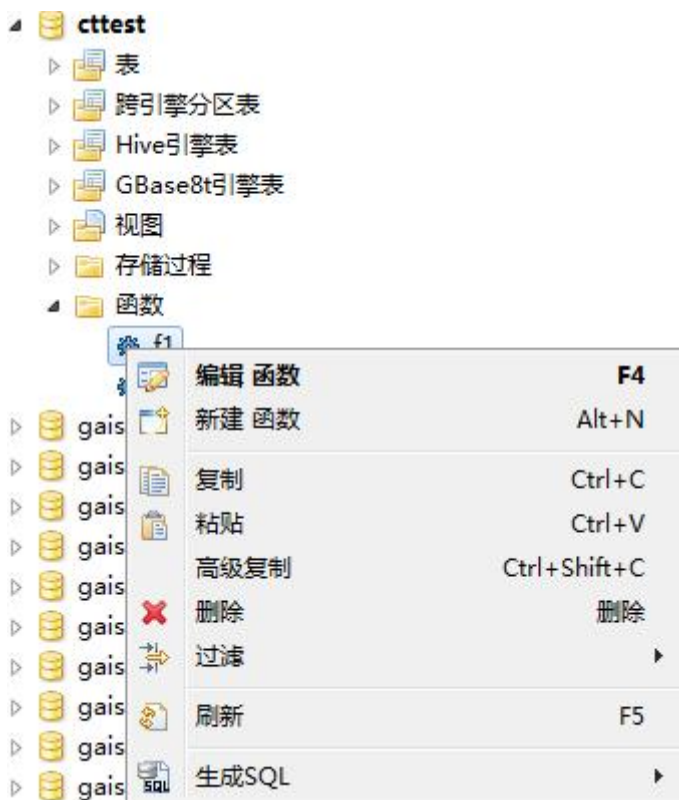 cttest
表
跨引擎分区表
Hive引擎表
GBase8t引擎表
视图
存储过程
函数
f1
编辑 函数 F4
gais 新建 函数 Alt+N
gais 复制 Ctrl+C
gais 粘贴 Ctrl+V
gais 高级复制 Ctrl+Shift+C
gais 删除 删除
gais
gais 过滤
gais 刷新 F5
gais
gais 生成SQL
SQL